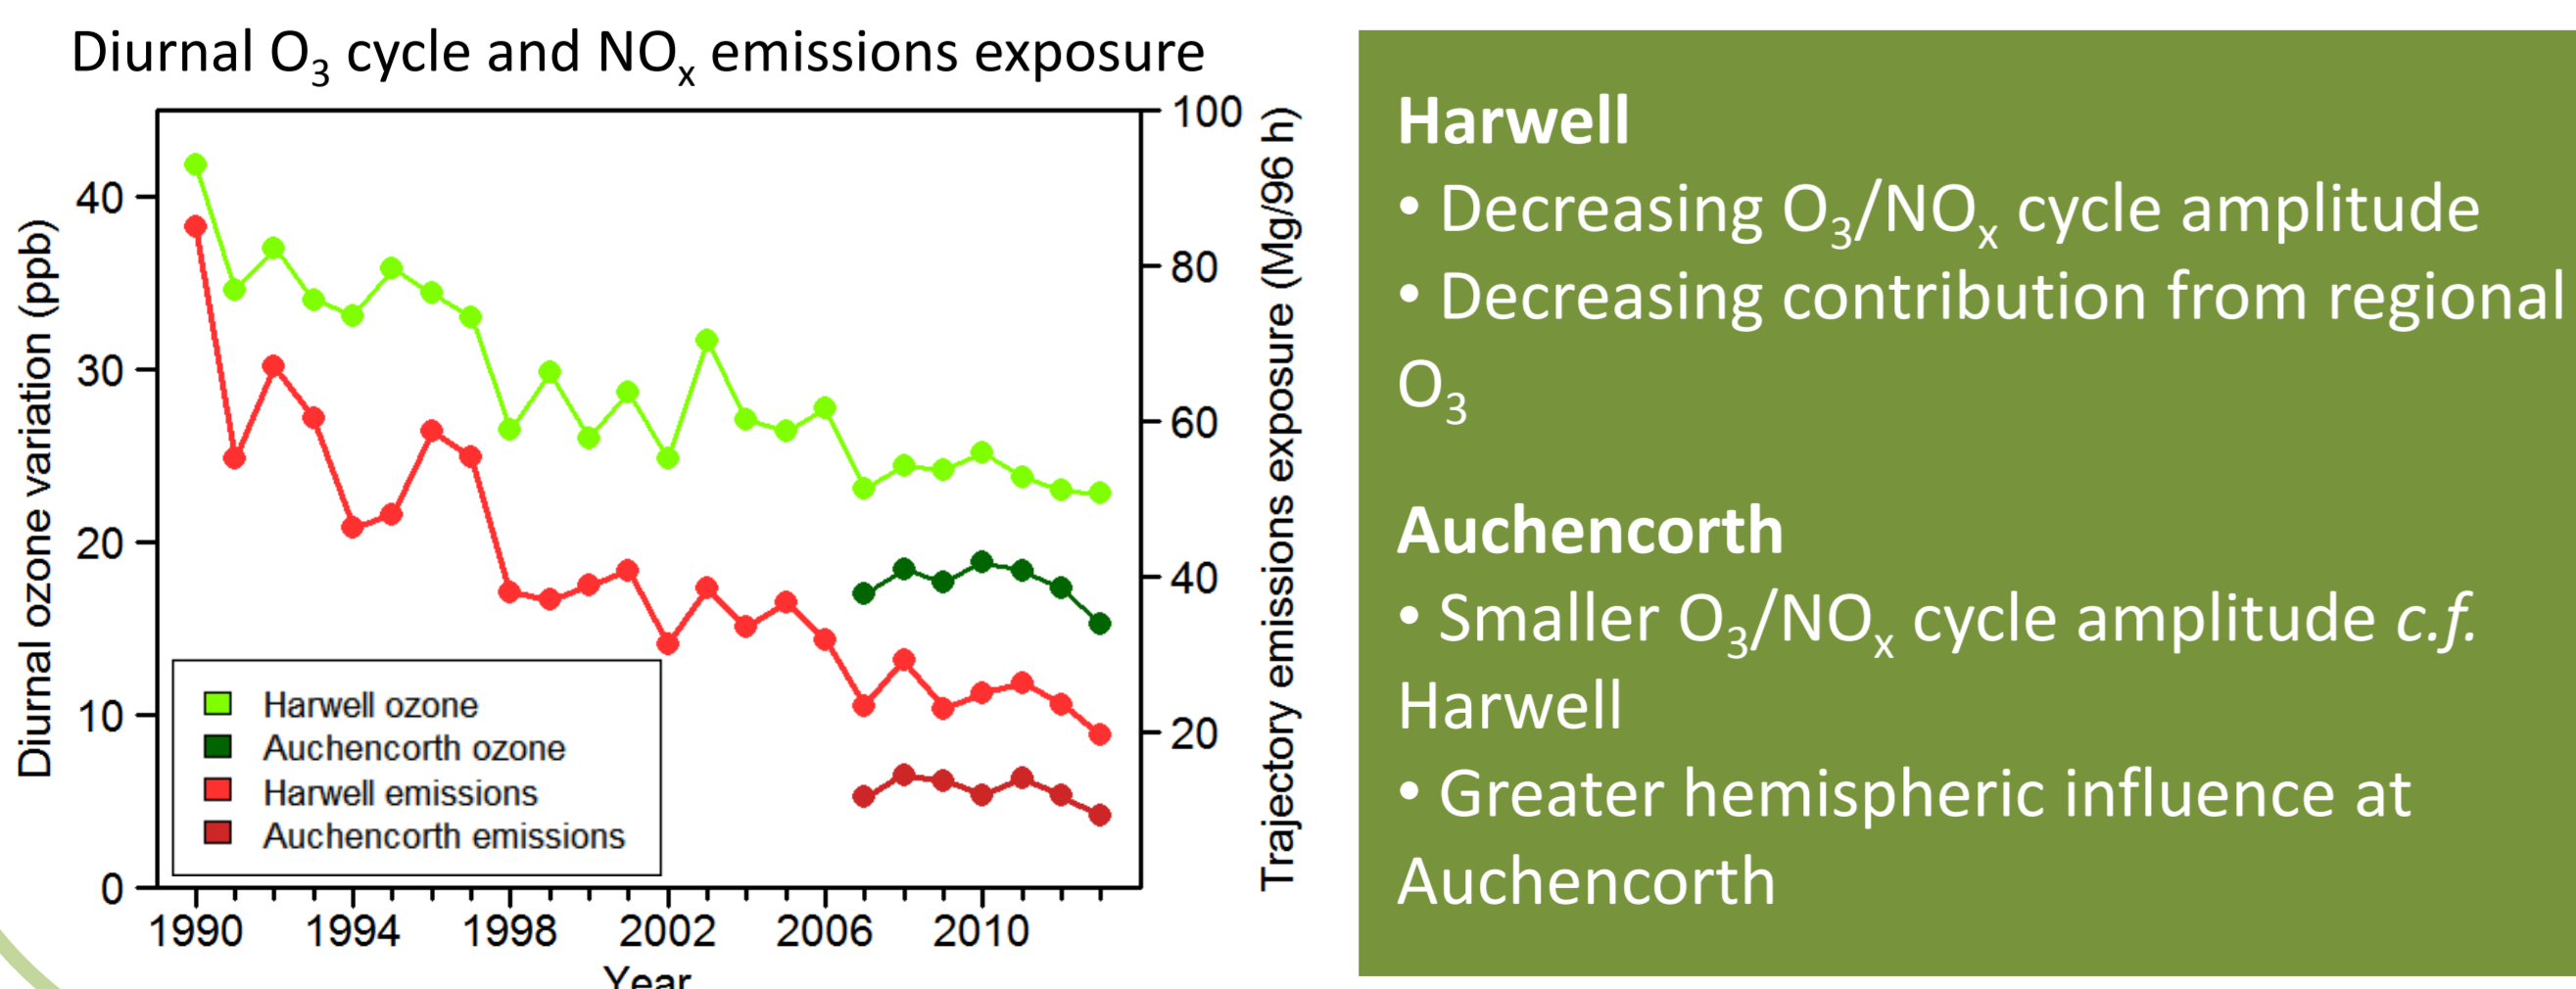 Diurnal O₃ cycle and NOₓ emissions exposure
Diurnal ozone variation (ppb)
40
30
20
10
0
100
80
60
40
20
Trajectory emissions exposure (Mg/96 h)
Harwell ozone
Auchencorth ozone
Harwell emissions
Auchencorth emissions
1990 1994 1998 2002 2006 2010
Year
Harwell
• Decreasing O₃/NOₓ cycle amplitude
• Decreasing contribution from regional
O₃
Auchencorth
• Smaller O₃/NOₓ cycle amplitude c.f.
Harwell
• Greater hemispheric influence at
Auchencorth